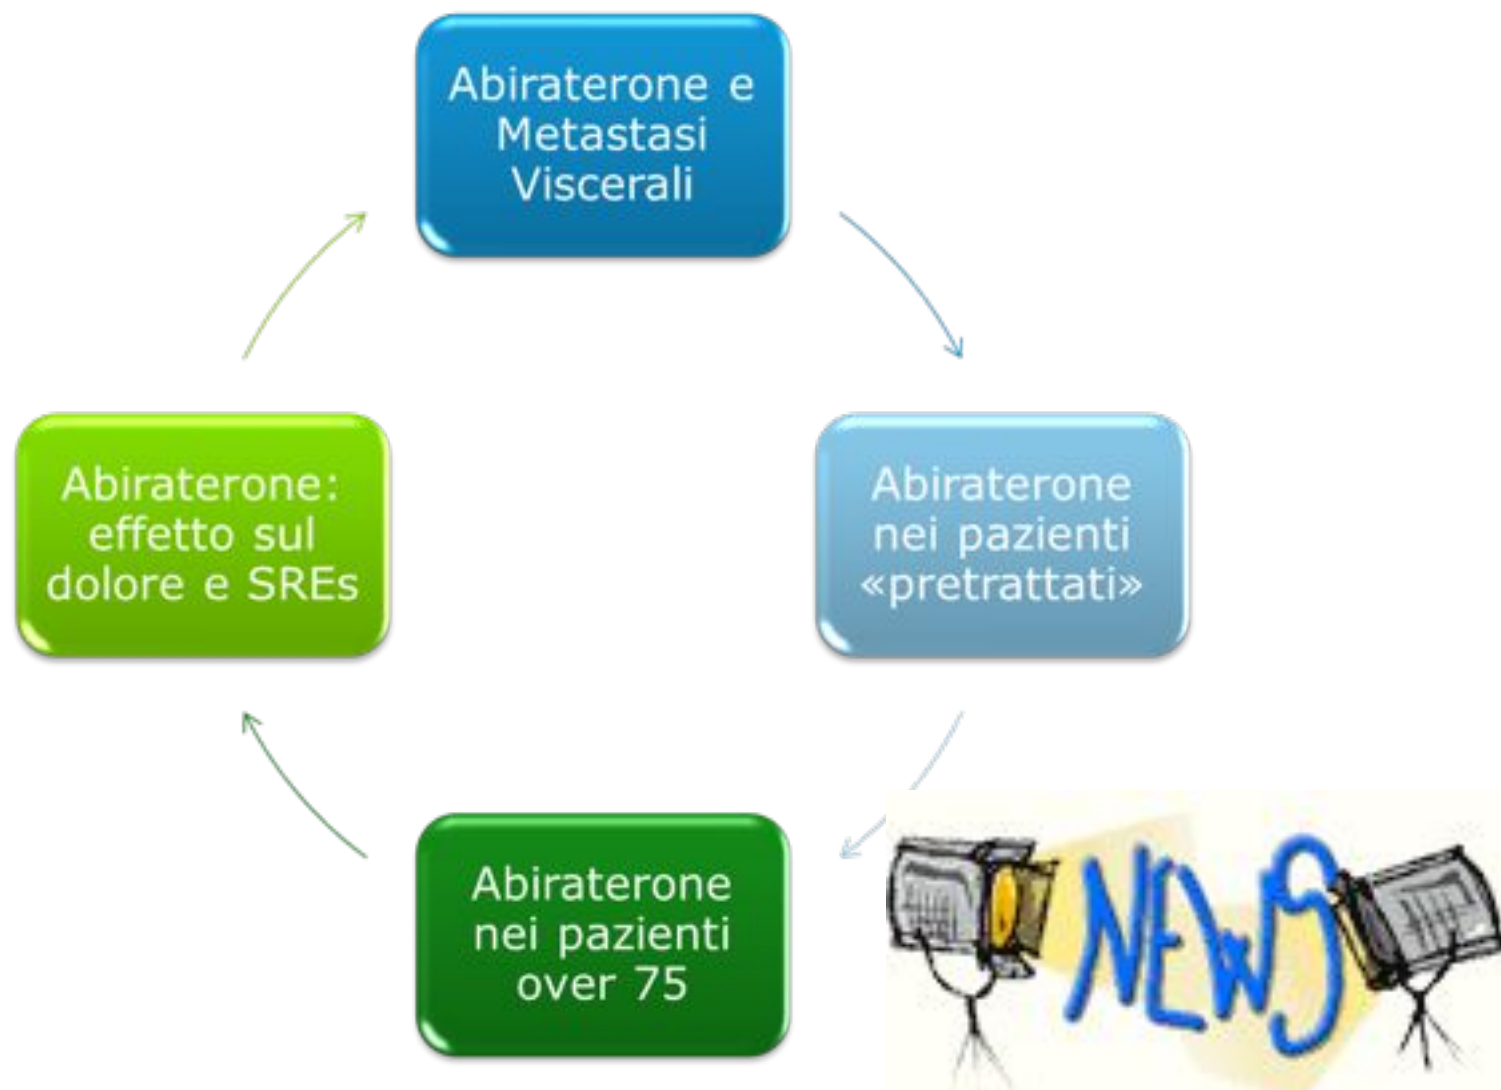 Abiraterone e
Metastasi
Viscerali
Abiraterone
nei pazienti
«pretrattati»
Abiraterone
nei pazienti
over 75
Abiraterone:
effetto sul
dolore e SREs
NEWS